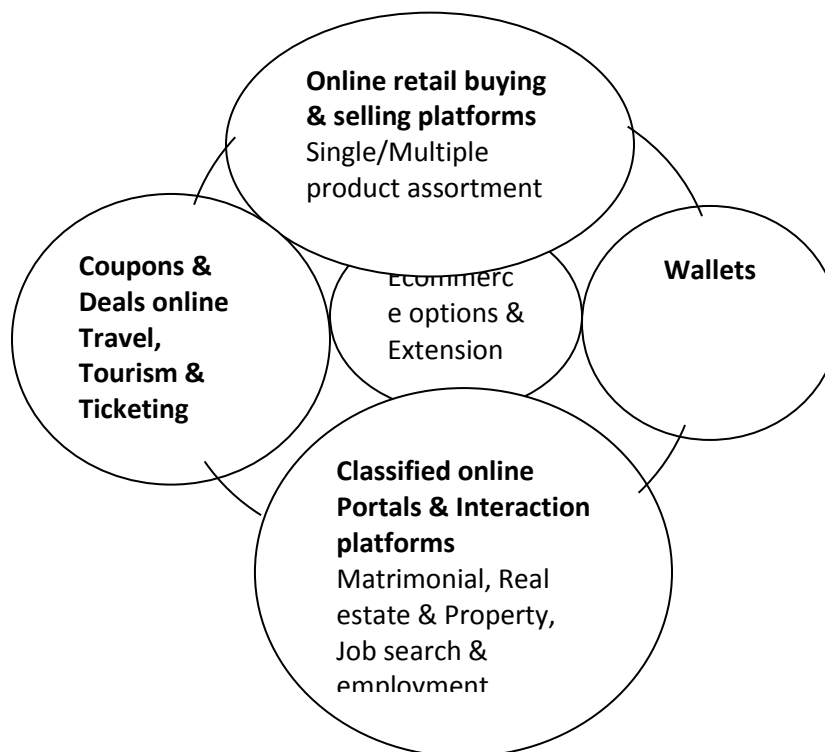 Online retail buying
& selling platforms
Single/Multiple
product assortment
Coupons &
Deals online
Travel,
Tourism &
Ticketing
Wallets
Ecommerc
e options &
Extension
Classified online
Portals & Interaction
platforms
Matrimonial, Real
estate & Property,
Job search &
employment